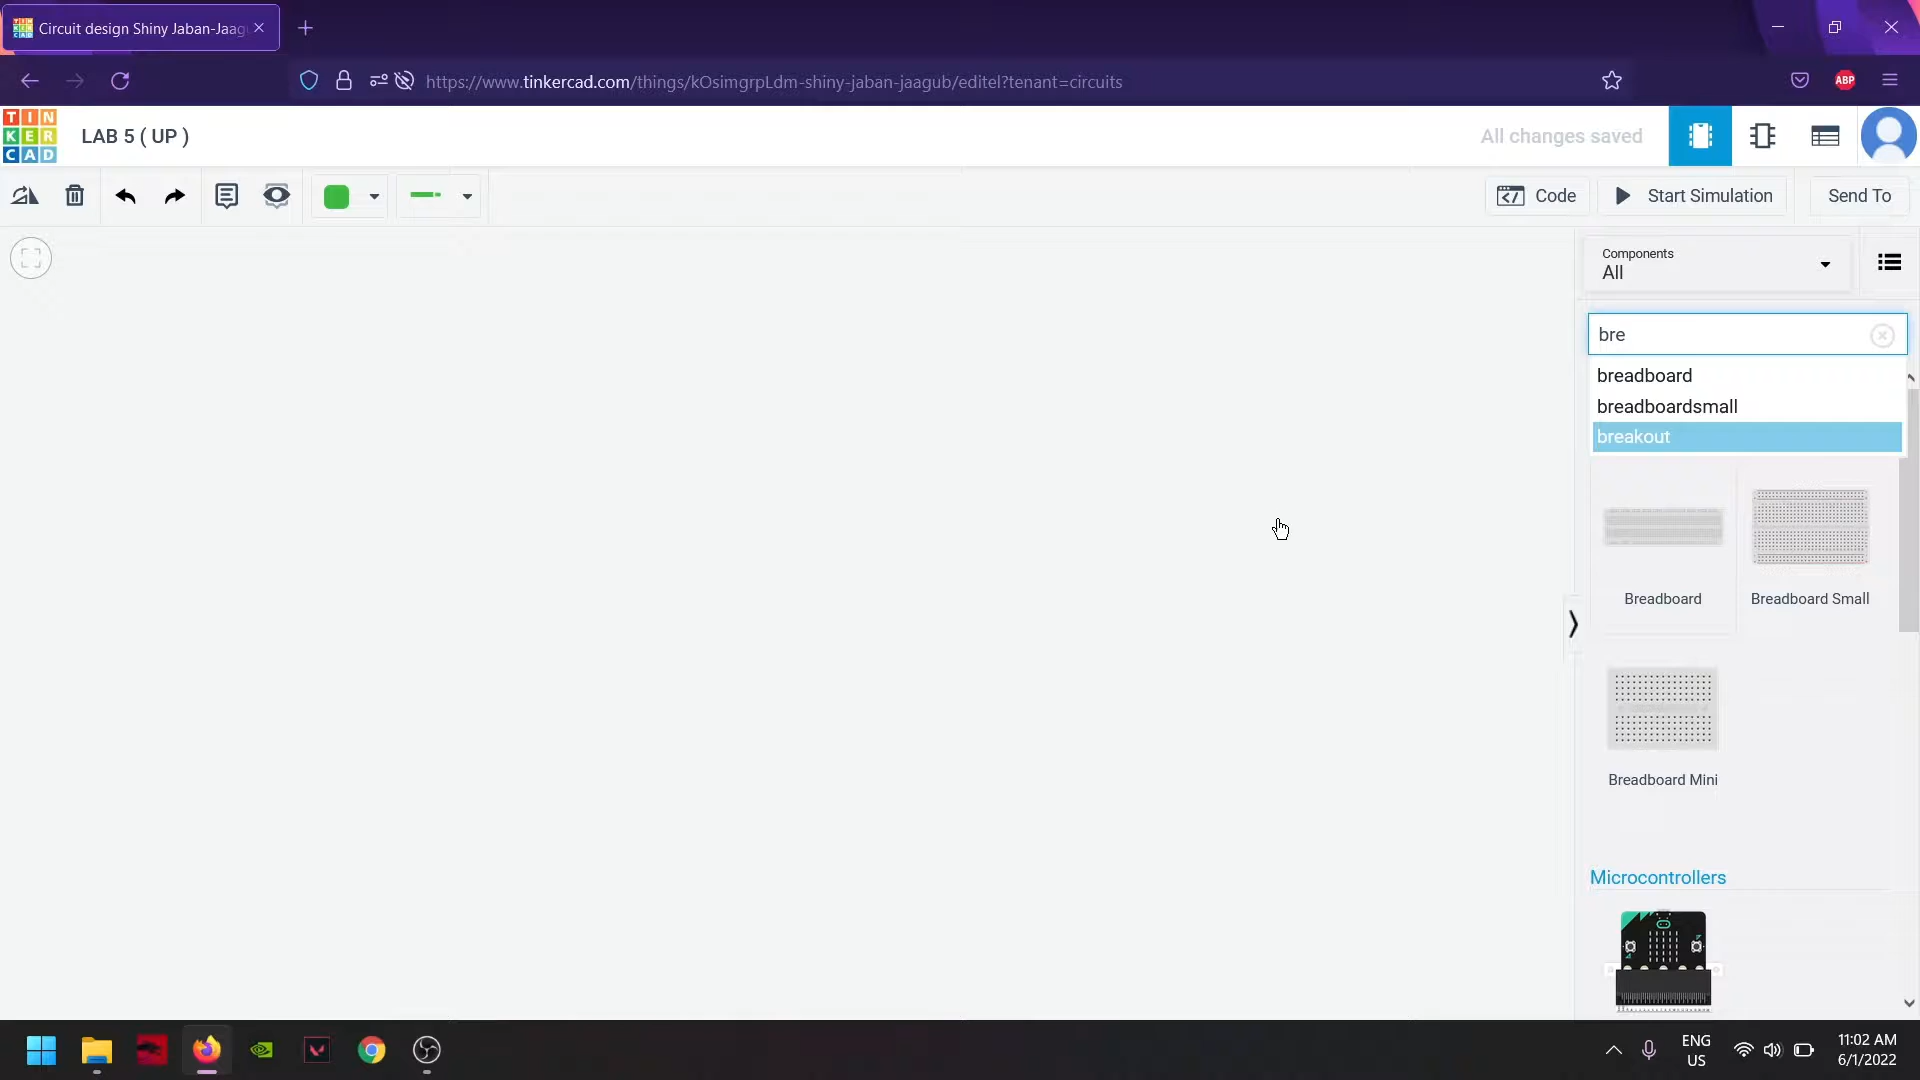 Circuit design Shiny Jaban-Jaag
https://www.tinkercad.com/things/kOsimgrpLdm-shiny-jaban-jaagub/editel?tenant=circuits
ABP
TIN
KER
CAD
LAB 5 ( UP )
All changes saved
Code
Start Simulation
Send To
Components
All
bre
breadboard
breadboardsmall
breakout
Breadboard
Breadboard Small
Breadboard Mini
Microcontrollers
ENG
US
11:02 AM
6/1/2022